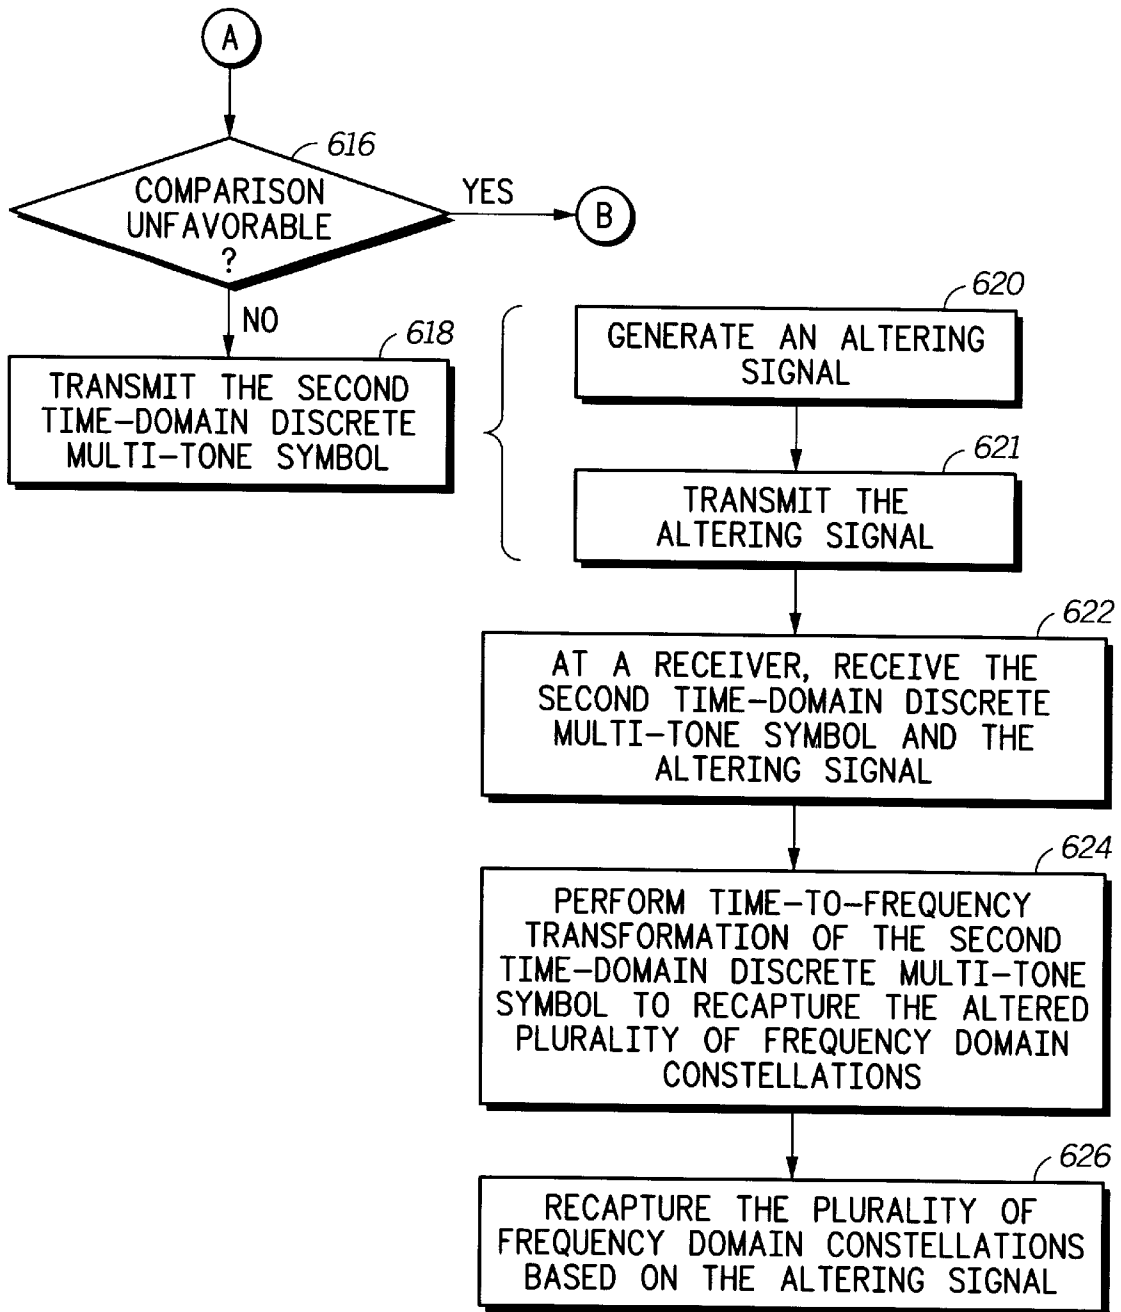 A
616
COMPARISON
UNFAVORABLE
?
YES
B
NO
618
TRANSMIT THE SECOND
TIME-DOMAIN DISCRETE
MULTI-TONE SYMBOL
620
GENERATE AN ALTERING
SIGNAL
621
TRANSMIT THE
ALTERING SIGNAL
622
AT A RECEIVER, RECEIVE THE
SECOND TIME-DOMAIN DISCRETE
MULTI-TONE SYMBOL AND THE
ALTERING SIGNAL
624
PERFORM TIME-TO-FREQUENCY
TRANSFORMATION OF THE SECOND
TIME-DOMAIN DISCRETE MULTI-TONE
SYMBOL TO RECAPTURE THE ALTERED
PLURALITY OF FREQUENCY DOMAIN
CONSTELLATIONS
626
RECAPTURE THE PLURALITY OF
FREQUENCY DOMAIN CONSTELLATIONS
BASED ON THE ALTERING SIGNAL